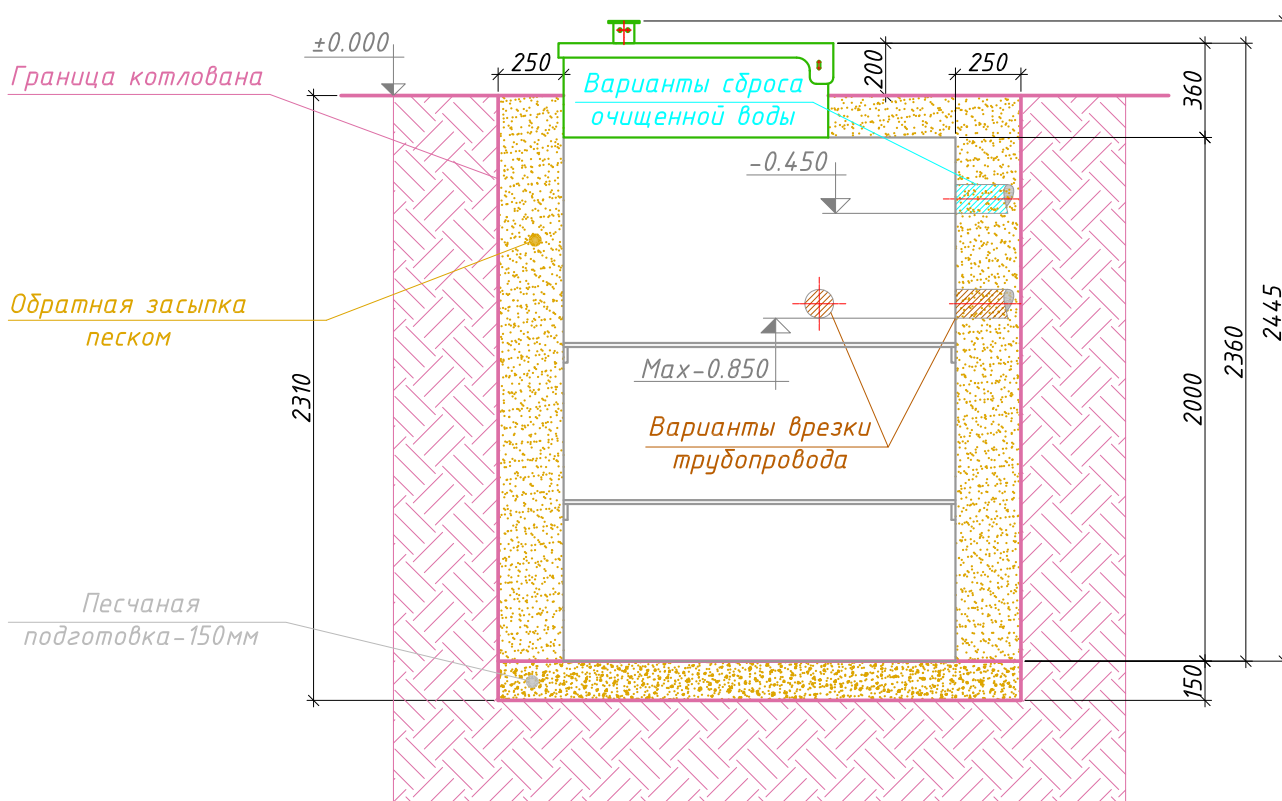 ±0.000
Граница котлована
250
Варианты сброса
очищенной воды
200
250
360
-0.450
Обратная засыпка
песком
Max-0.850
2310
Варианты врезки
трубопровода
2000
2360
2445
Песчаная
подготовка-150мм
150